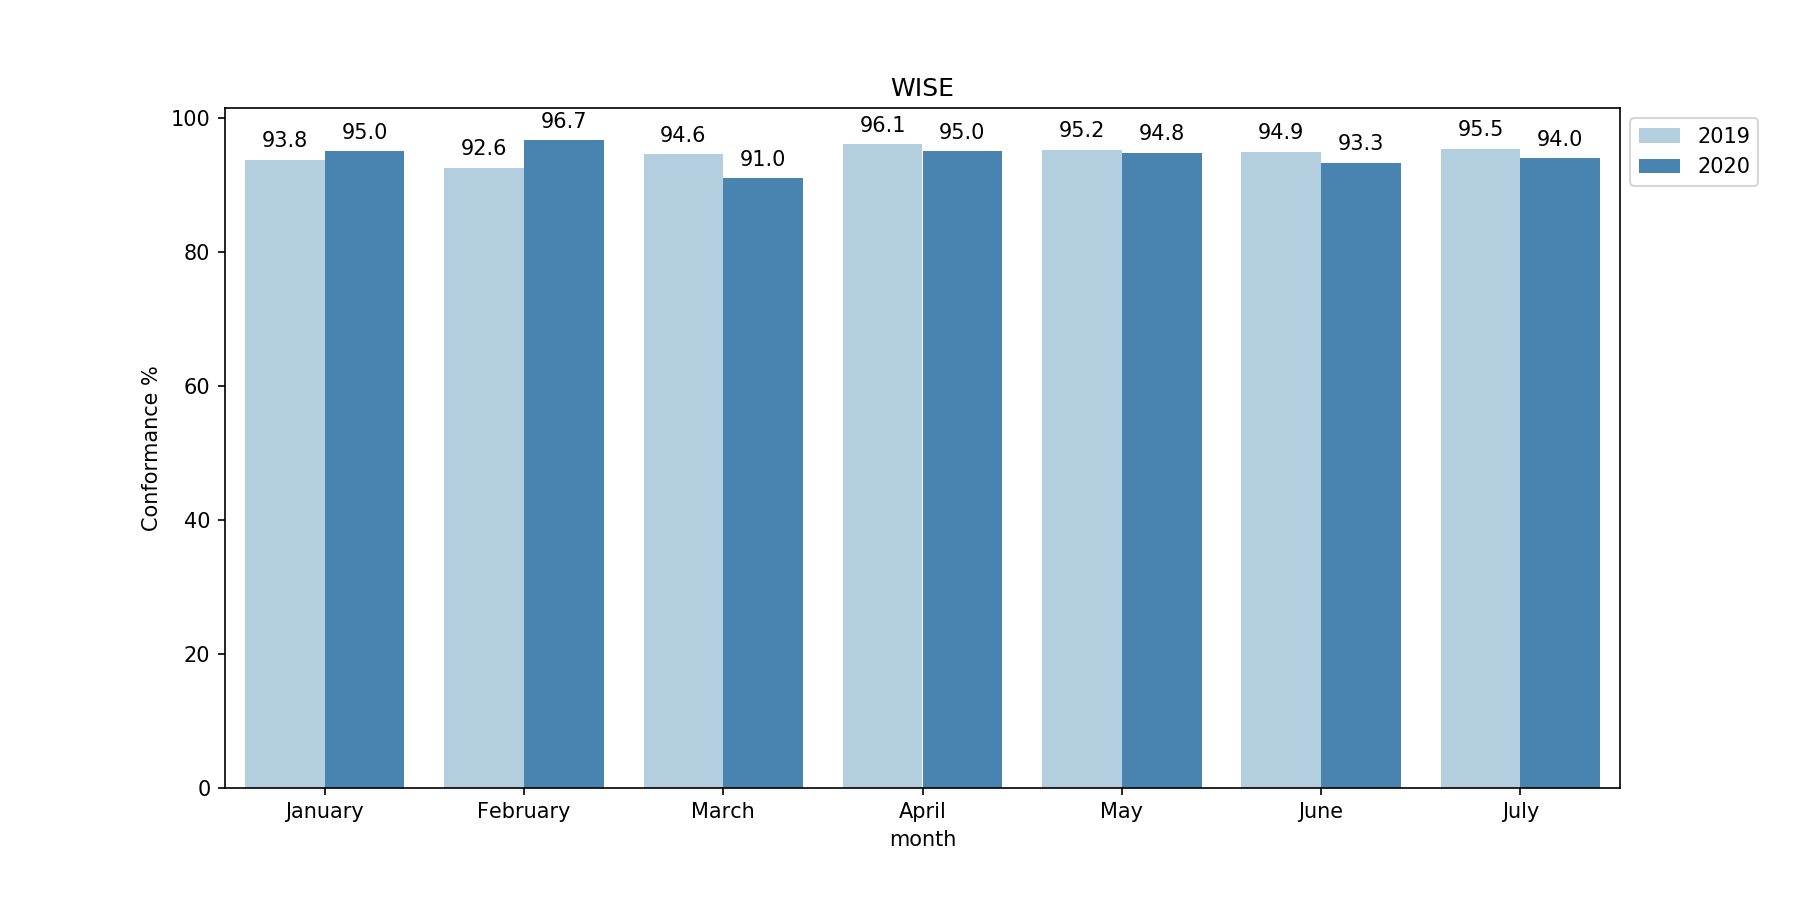 WISE
100
80
60
40
20
0
Conformance %
93.8
95.0
92.6
96.7
94.6
91.0
96.1
95.0
95.2
94.8
94.9
93.3
95.5
94.0
January
February
March
April
May
June
July
month
2019
2020